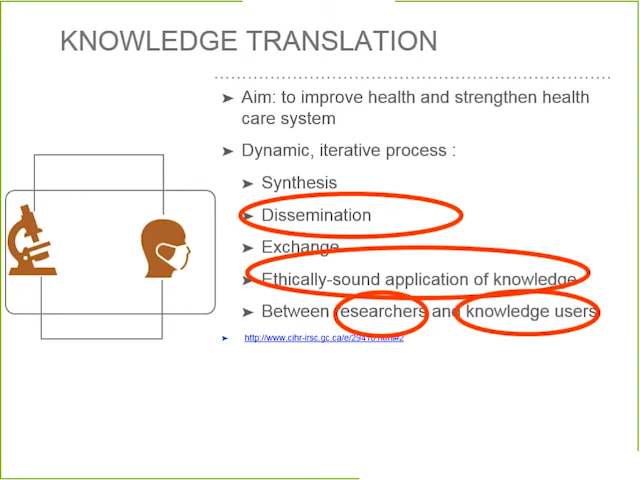 KNOWLEDGE TRANSLATION
➤ Aim: to improve health and strengthen health
care system
➤ Dynamic, iterative process :
➤ Synthesis
➤ Dissemination
➤ Exchange
➤ Ethically-sound application of knowledge
➤ Between researchers and knowledge users
➤ http://www.cihr-irsc.gc.ca/e/29418.html#2